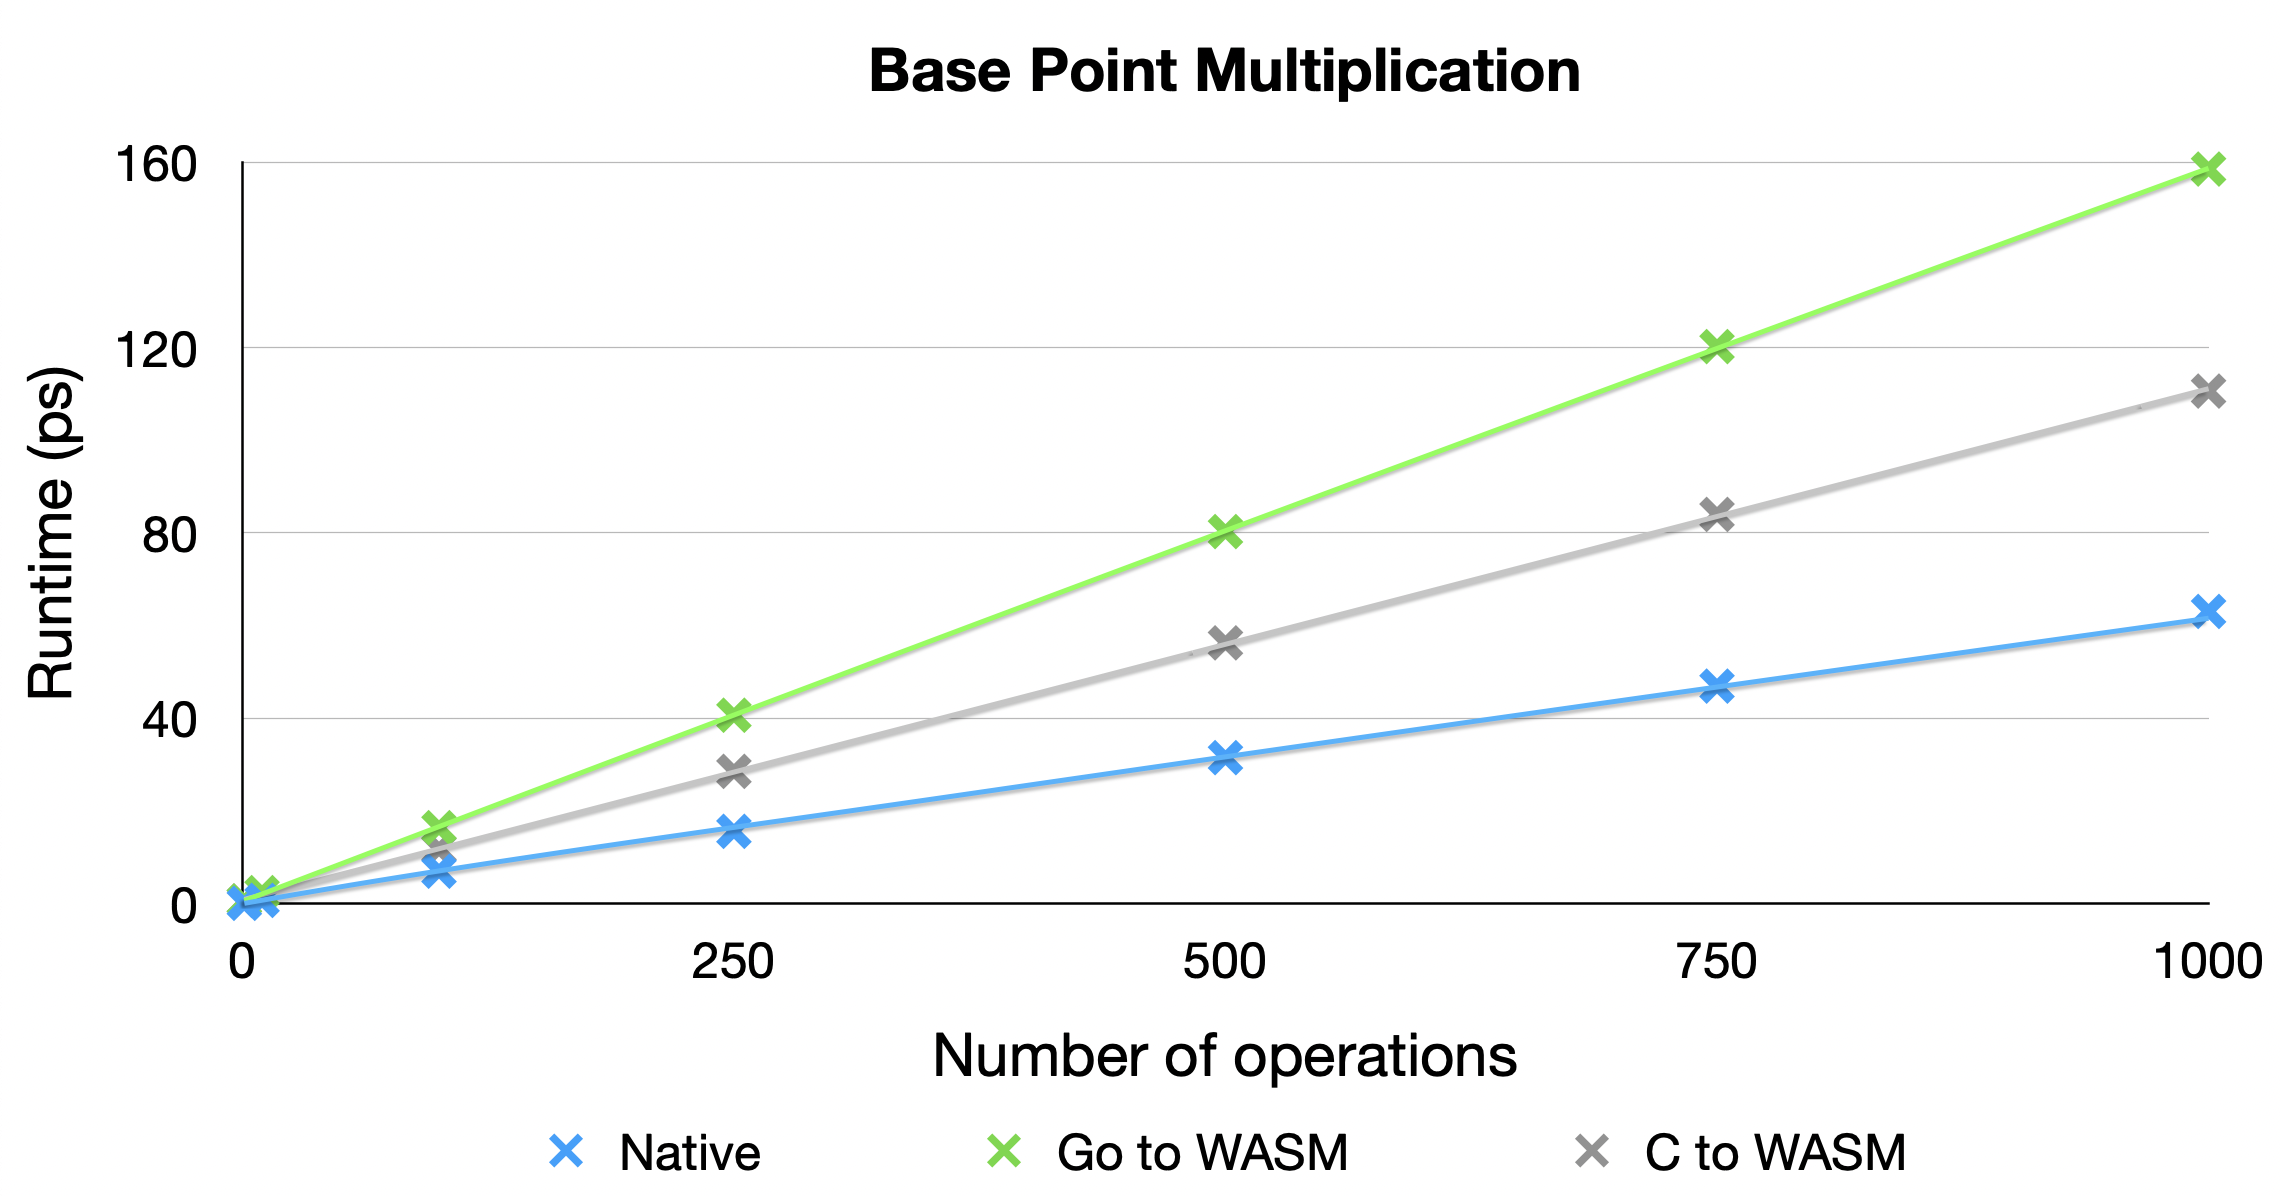 Base Point Multiplication
160
120
80
40
0
Runtime (ps)
0 250 500 750 1000
Number of operations
Native Go to WASM C to WASM